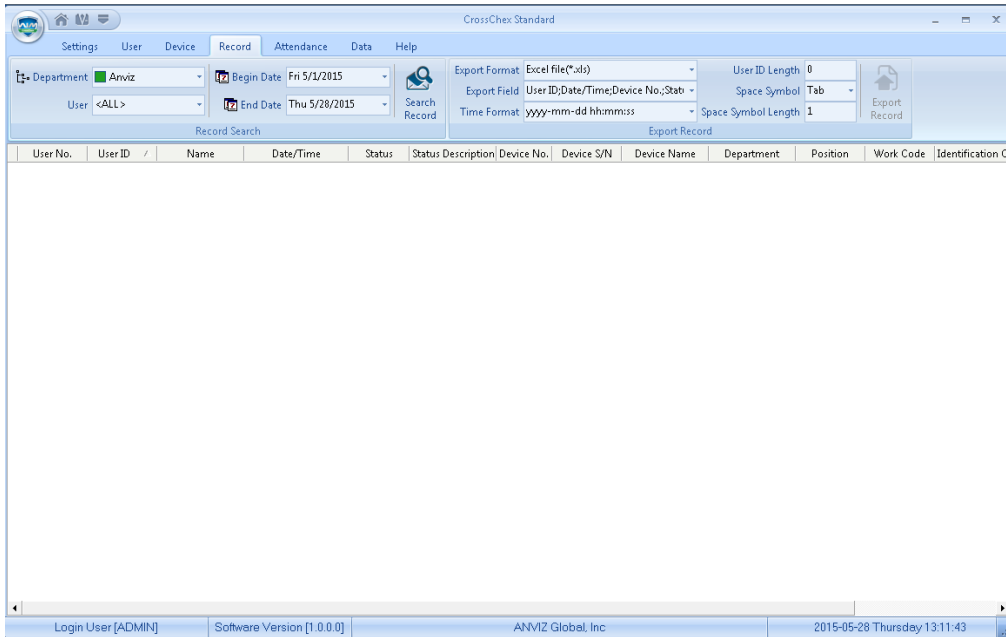 CrossChex Standard
Settings User Device Record Attendance Data Help
Department Anviz Begin Date Fri 5/1/2015 Export Format Excel file(*.xls) User ID Length 0
User <ALL> End Date Thu 5/28/2015 Search Record Export Field User ID;Date/Time;Device No.;Statu Space Symbol Tab Export Record
Time Format yyyy-mm-dd hh:mm:ss Space Symbol Length 1
Record Search Export Record
User No. User ID / Name Date/Time Status Status Description Device No. Device S/N Device Name Department Position Work Code Identification C
Login User [ADMIN] Software Version [1.0.0.0] ANVIZ Global, Inc 2015-05-28 Thursday 13:11:43